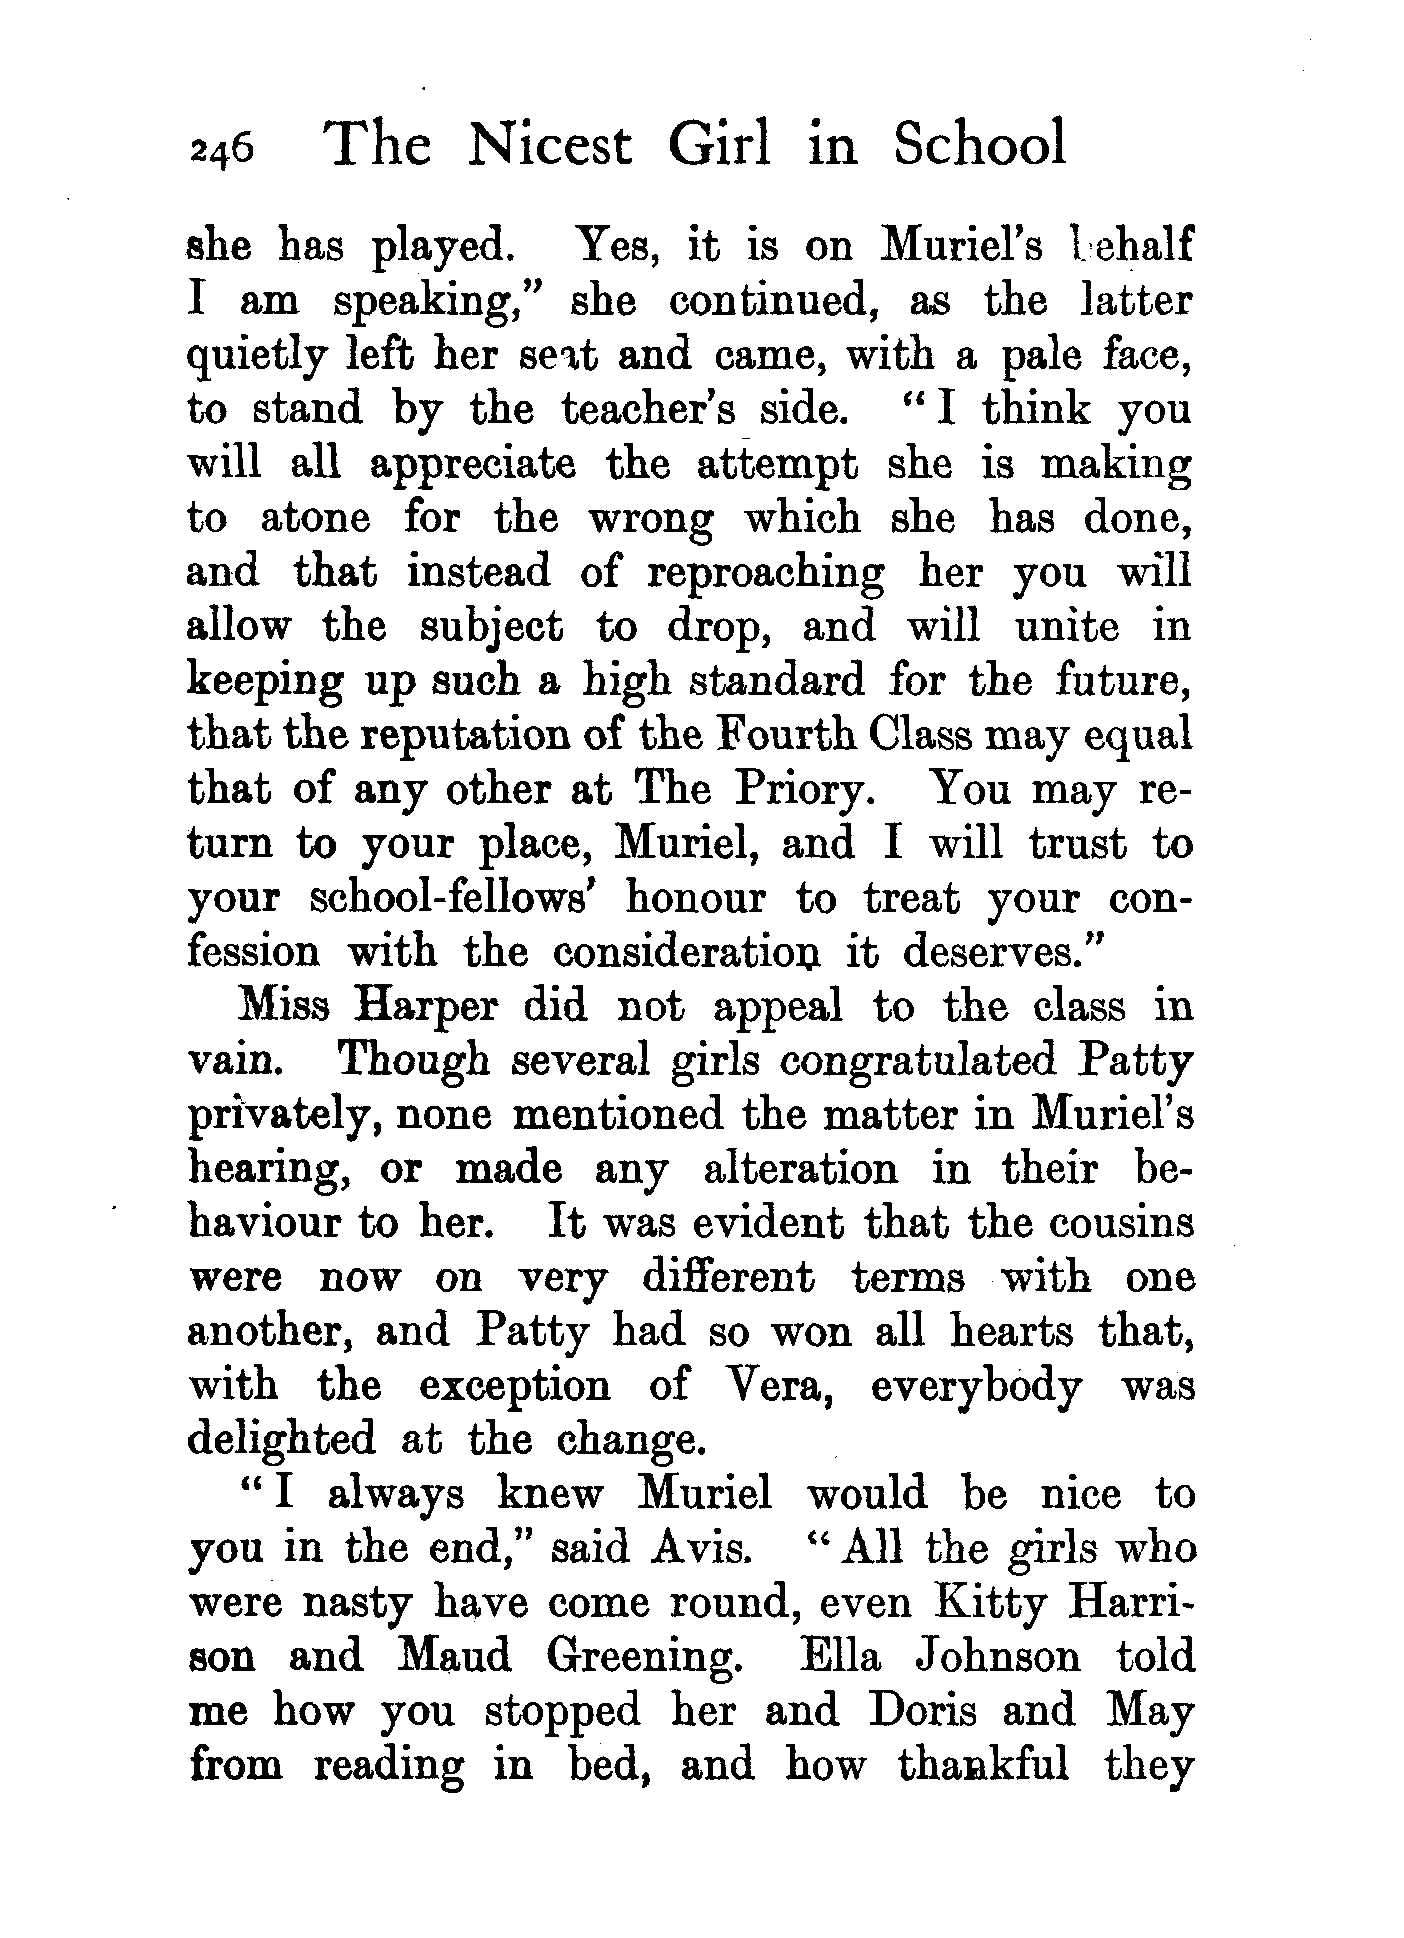 246 The Nicest Girl in School
she has played. Yes, it is on Muriel's behalf
I am speaking,” she continued, as the latter
quietly left her seat and came, with a pale face,
to stand by the teacher's side. “I think you
will all appreciate the attempt she is making
to atone for the wrong which she has done,
and that instead of reproaching her you will
allow the subject to drop, and will unite in
keeping up such a high standard for the future,
that the reputation of the Fourth Class may equal
that of any other at The Priory. You may re-
turn to your place, Muriel, and I will trust to
your school-fellows' honour to treat your con-
fession with the consideration it deserves.”
Miss Harper did not appeal to the class in
vain. Though several girls congratulated Patty
privately, none mentioned the matter in Muriel's
hearing, or made any alteration in their be-
haviour to her. It was evident that the cousins
were now on very different terms with one
another, and Patty had so won all hearts that,
with the exception of Vera, everybody was
delighted at the change.
“I always knew Muriel would be nice to
you in the end,” said Avis. “All the girls who
were nasty have come round, even Kitty Harri-
son and Maud Greening. Ella Johnson told
me how you stopped her and Doris and May
from reading in bed, and how thankful they